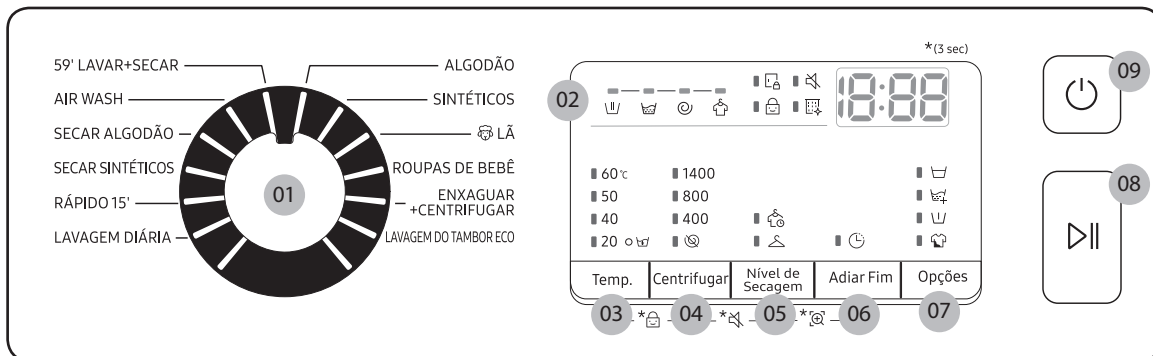 *(3 sec)
59' LAVAR+SECAR
AIR WASH
SECAR ALGODÃO
SECAR SINTÉTICOS
RÁPIDO 15'
LAVAGEM DIÁRIA
01
ALGODÃO
SINTÉTICOS
LÃ
ROUPAS DE BEBÊ
ENXAGUAR
+CENTRIFUGAR
LAVAGEM DO TAMBOR ECO
02
18:88
60℃ 1400
50 800
40 400
20
Temp. Centrifugar Nível de
Secagem Adiar Fim Opções
03 * 04 * 05 * 06 07
09
08